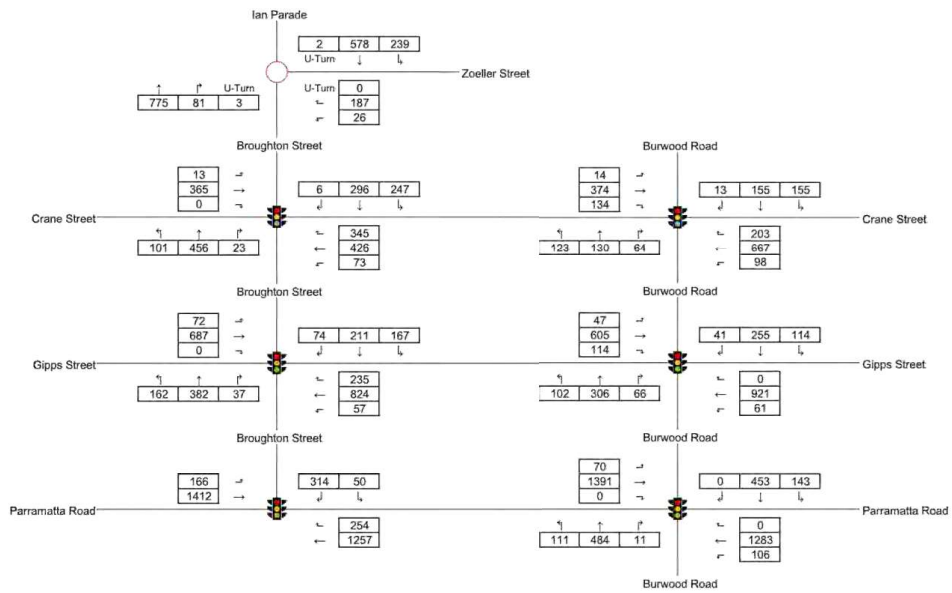 Ian Parade
2 578 239
U-Turn ↓ ↳
Zoeller Street
↑ ↱ U-Turn
775 81 3
U-Turn 0
187
26
Broughton Street
Burwood Road
13
365 →
0
6 296 247
14
374 →
134
13 155 155
Crane Street
Crane Street
101 456 23
345
426 ←
73
123 130 64
203
667 ←
98
Broughton Street
Burwood Road
72
687 →
0
74 211 167
47
605 →
114
41 255 114
Gipps Street
Gipps Street
162 382 37
235
← 824
57
102 306 66
0
← 921
61
Broughton Street
Burwood Road
166
1412 →
314 50
70
1391 →
0
0 453 143
Parramatta Road
Parramatta Road
254
← 1257
111 484 11
0
← 1283
106
Burwood Road